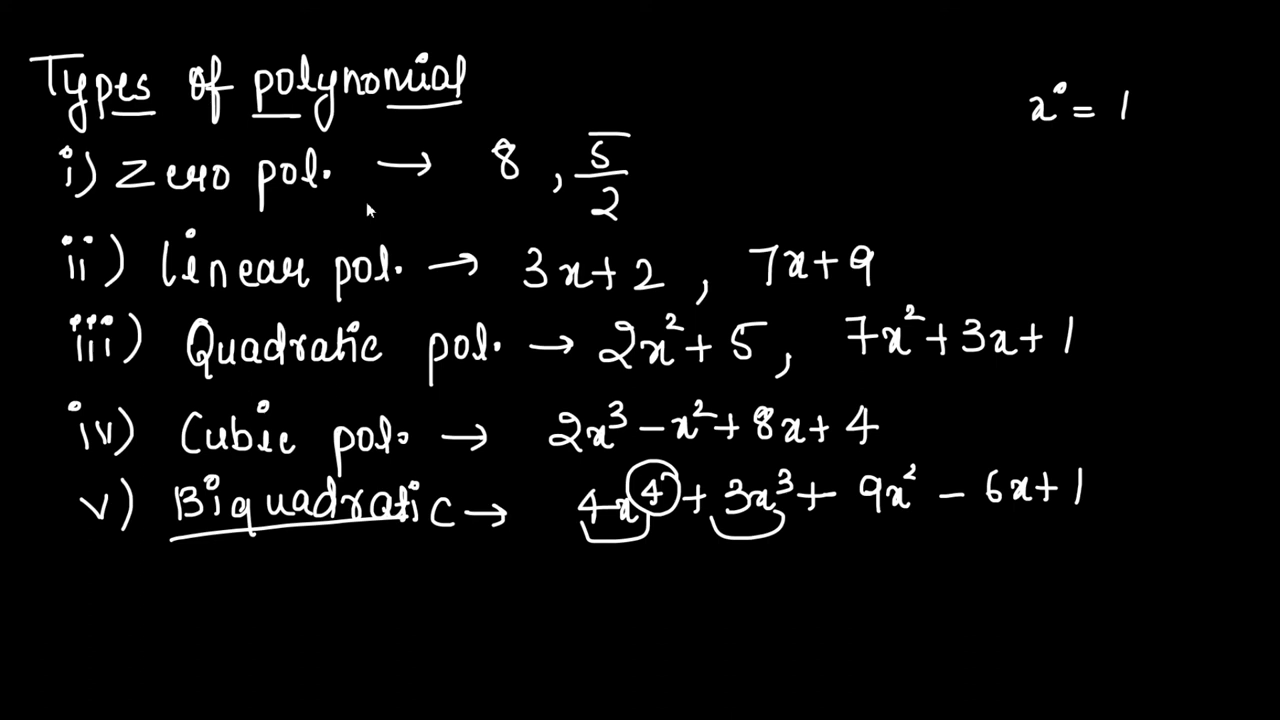 Types of polynomial
x⁰ = 1
i) Zero pol. → 8 , 5/2
ii) linear pol. → 3x+2 , 7x+9
iii) Quadratic pol. → 2x²+5 , 7x²+3x+1
iv) Cubic pol. → 2x³-x²+8x+4
v) Biquadratic → 4x⁴+3x³+9x²-6x+1